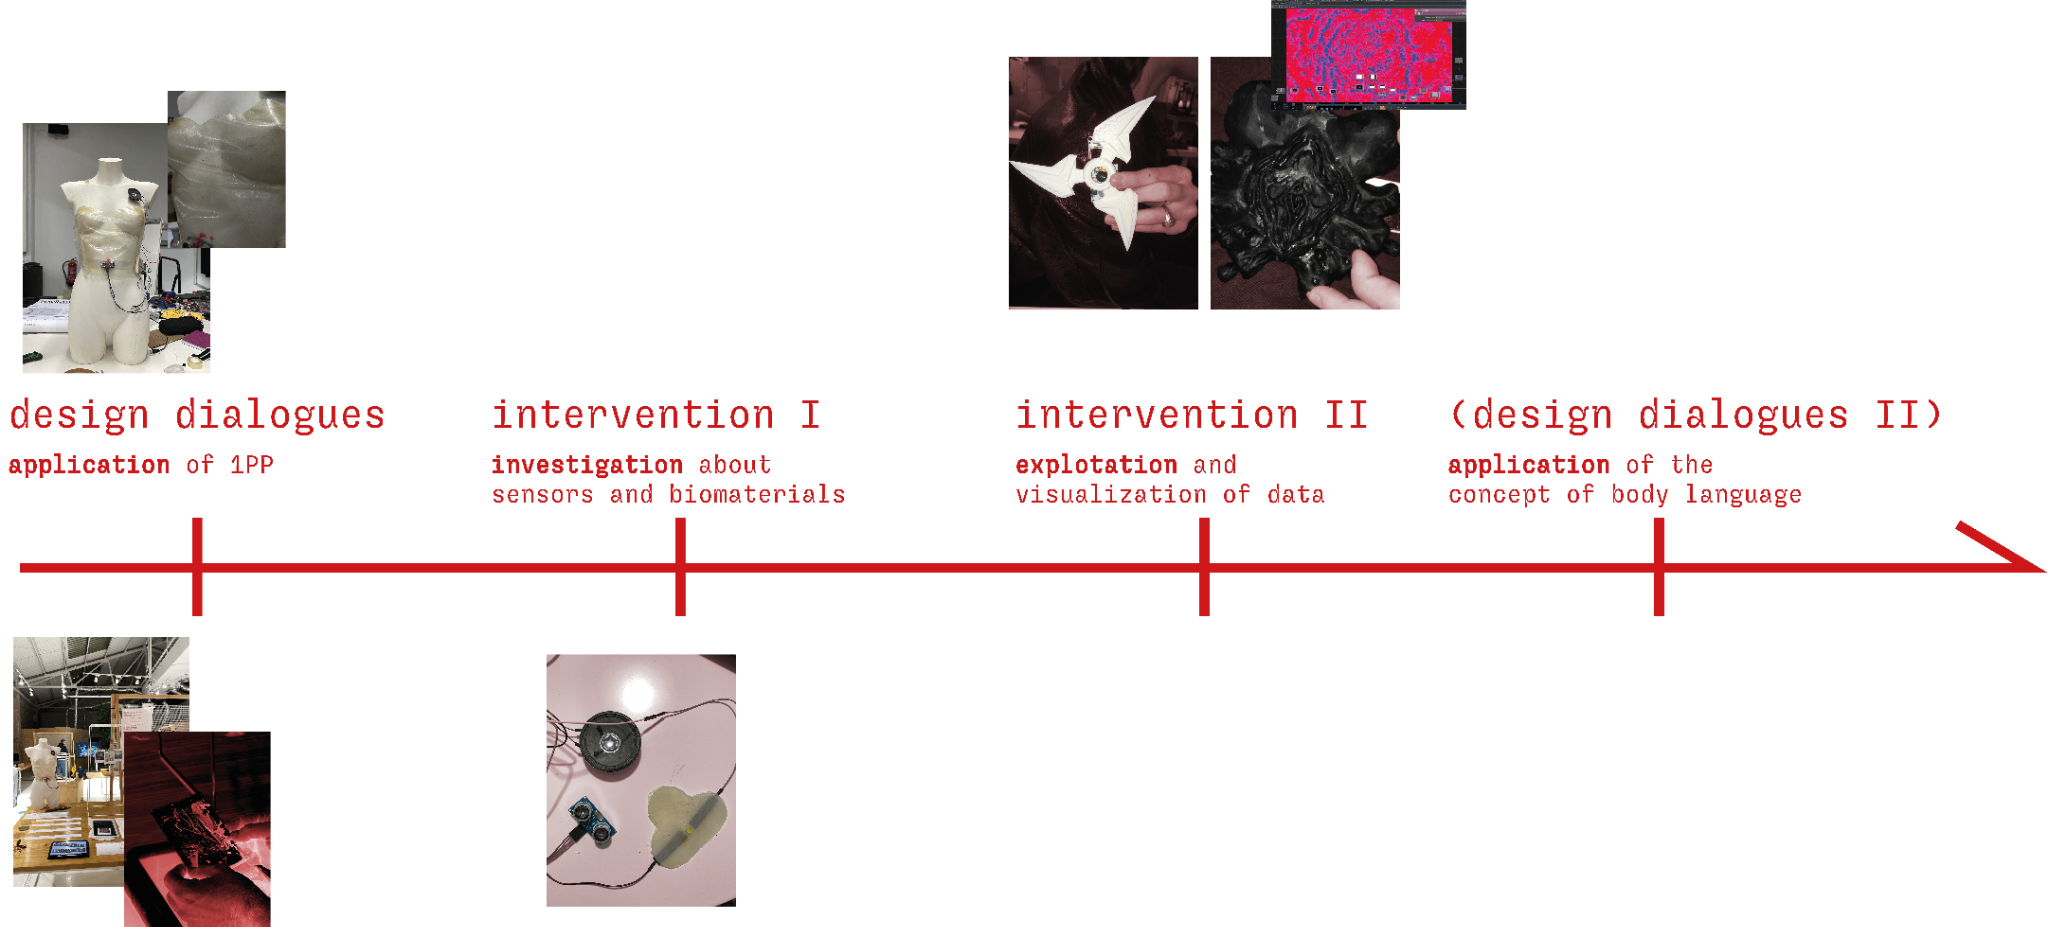 design dialogues
application of 1PP
intervention I
investigation about
sensors and biomaterials
intervention II
explotation and
visualization of data
(design dialogues II)
application of the
concept of body language